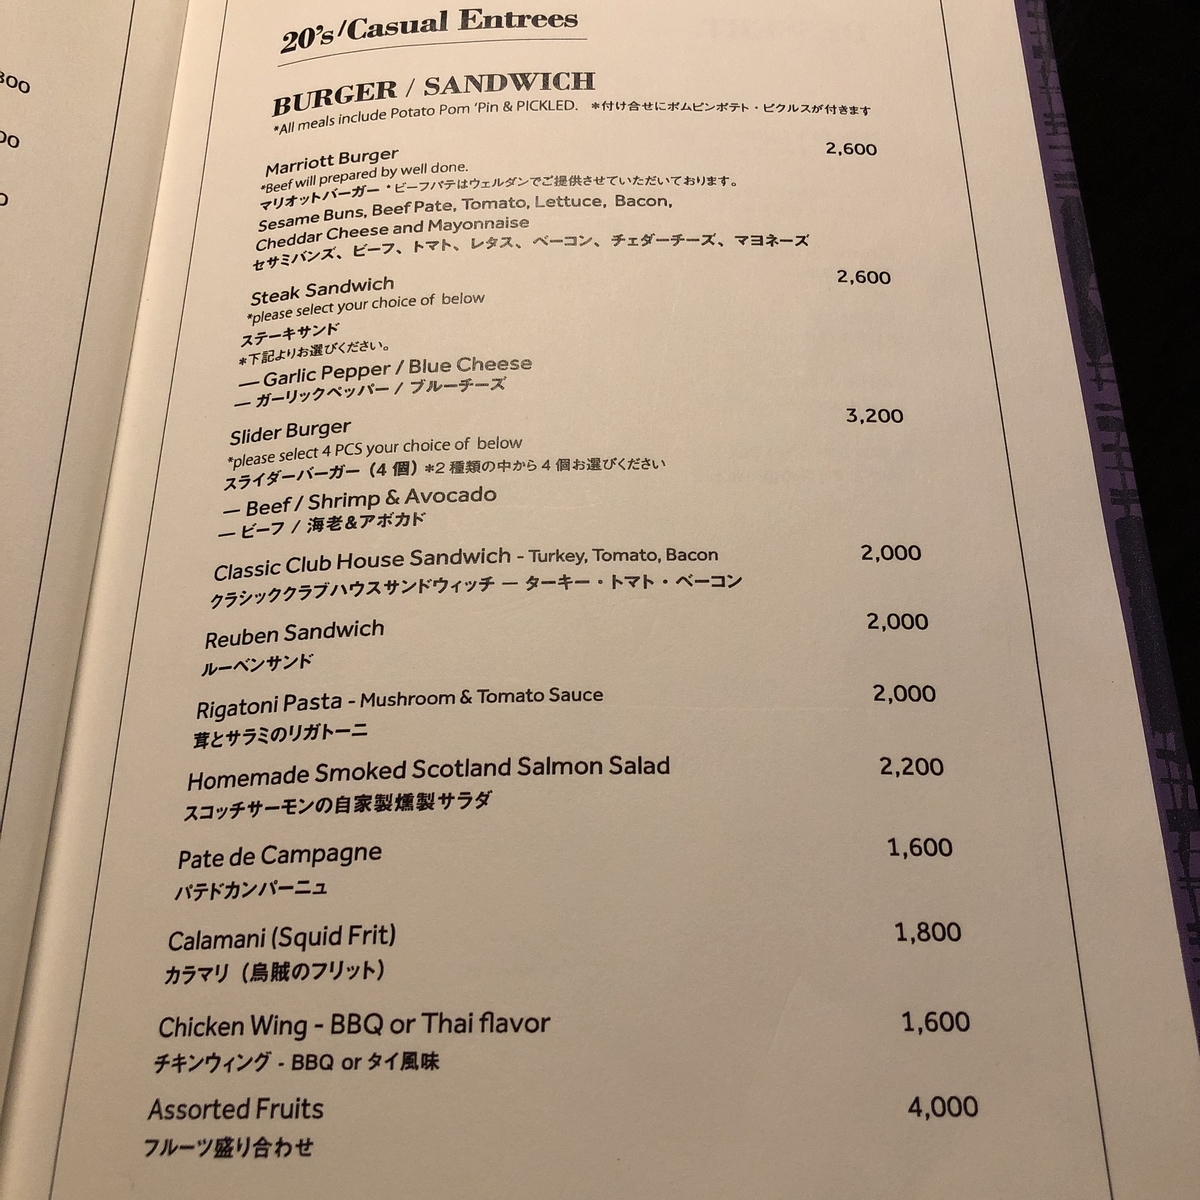 300
00
0
20's/Casual Entrees
BURGER / SANDWICH
*All meals include Potato Pom 'Pin & PICKLED. *付け合せにポムピンポテト・ピクルスが付きます
Marriott Burger 2,600
*Beef will prepared by well done.
マリオットバーガー *ビーフパテはウェルダンでご提供させていただいております。
Sesame Buns, Beef Pate, Tomato, Lettuce, Bacon,
Cheddar Cheese and Mayonnaise
セサミバンズ、ビーフ、トマト、レタス、ベーコン、チェダーチーズ、マヨネーズ
Steak Sandwich 2,600
*please select your choice of below
ステーキサンド
*下記よりお選びください。
— Garlic Pepper / Blue Cheese
— ガーリックペッパー / ブルーチーズ
Slider Burger 3,200
*please select 4 PCS your choice of below
スライダーバーガー (4 個) *2 種類の中から 4 個お選びください
— Beef / Shrimp & Avocado
— ビーフ / 海老&アボカド
Classic Club House Sandwich - Turkey, Tomato, Bacon 2,000
クラシッククラブハウスサンドウィッチ — ターキー・トマト・ベーコン
Reuben Sandwich 2,000
ルーベンサンド
Rigatoni Pasta - Mushroom & Tomato Sauce 2,000
茸とサラミのリガトーニ
Homemade Smoked Scotland Salmon Salad 2,200
スコッチサーモンの自家製燻製サラダ
Pate de Campagne 1,600
パテドカンパーニュ
Calamani (Squid Frit) 1,800
カラマリ (烏賊のフリット)
Chicken Wing - BBQ or Thai flavor 1,600
チキンウィング - BBQ or タイ風味
Assorted Fruits 4,000
フルーツ盛り合わせ